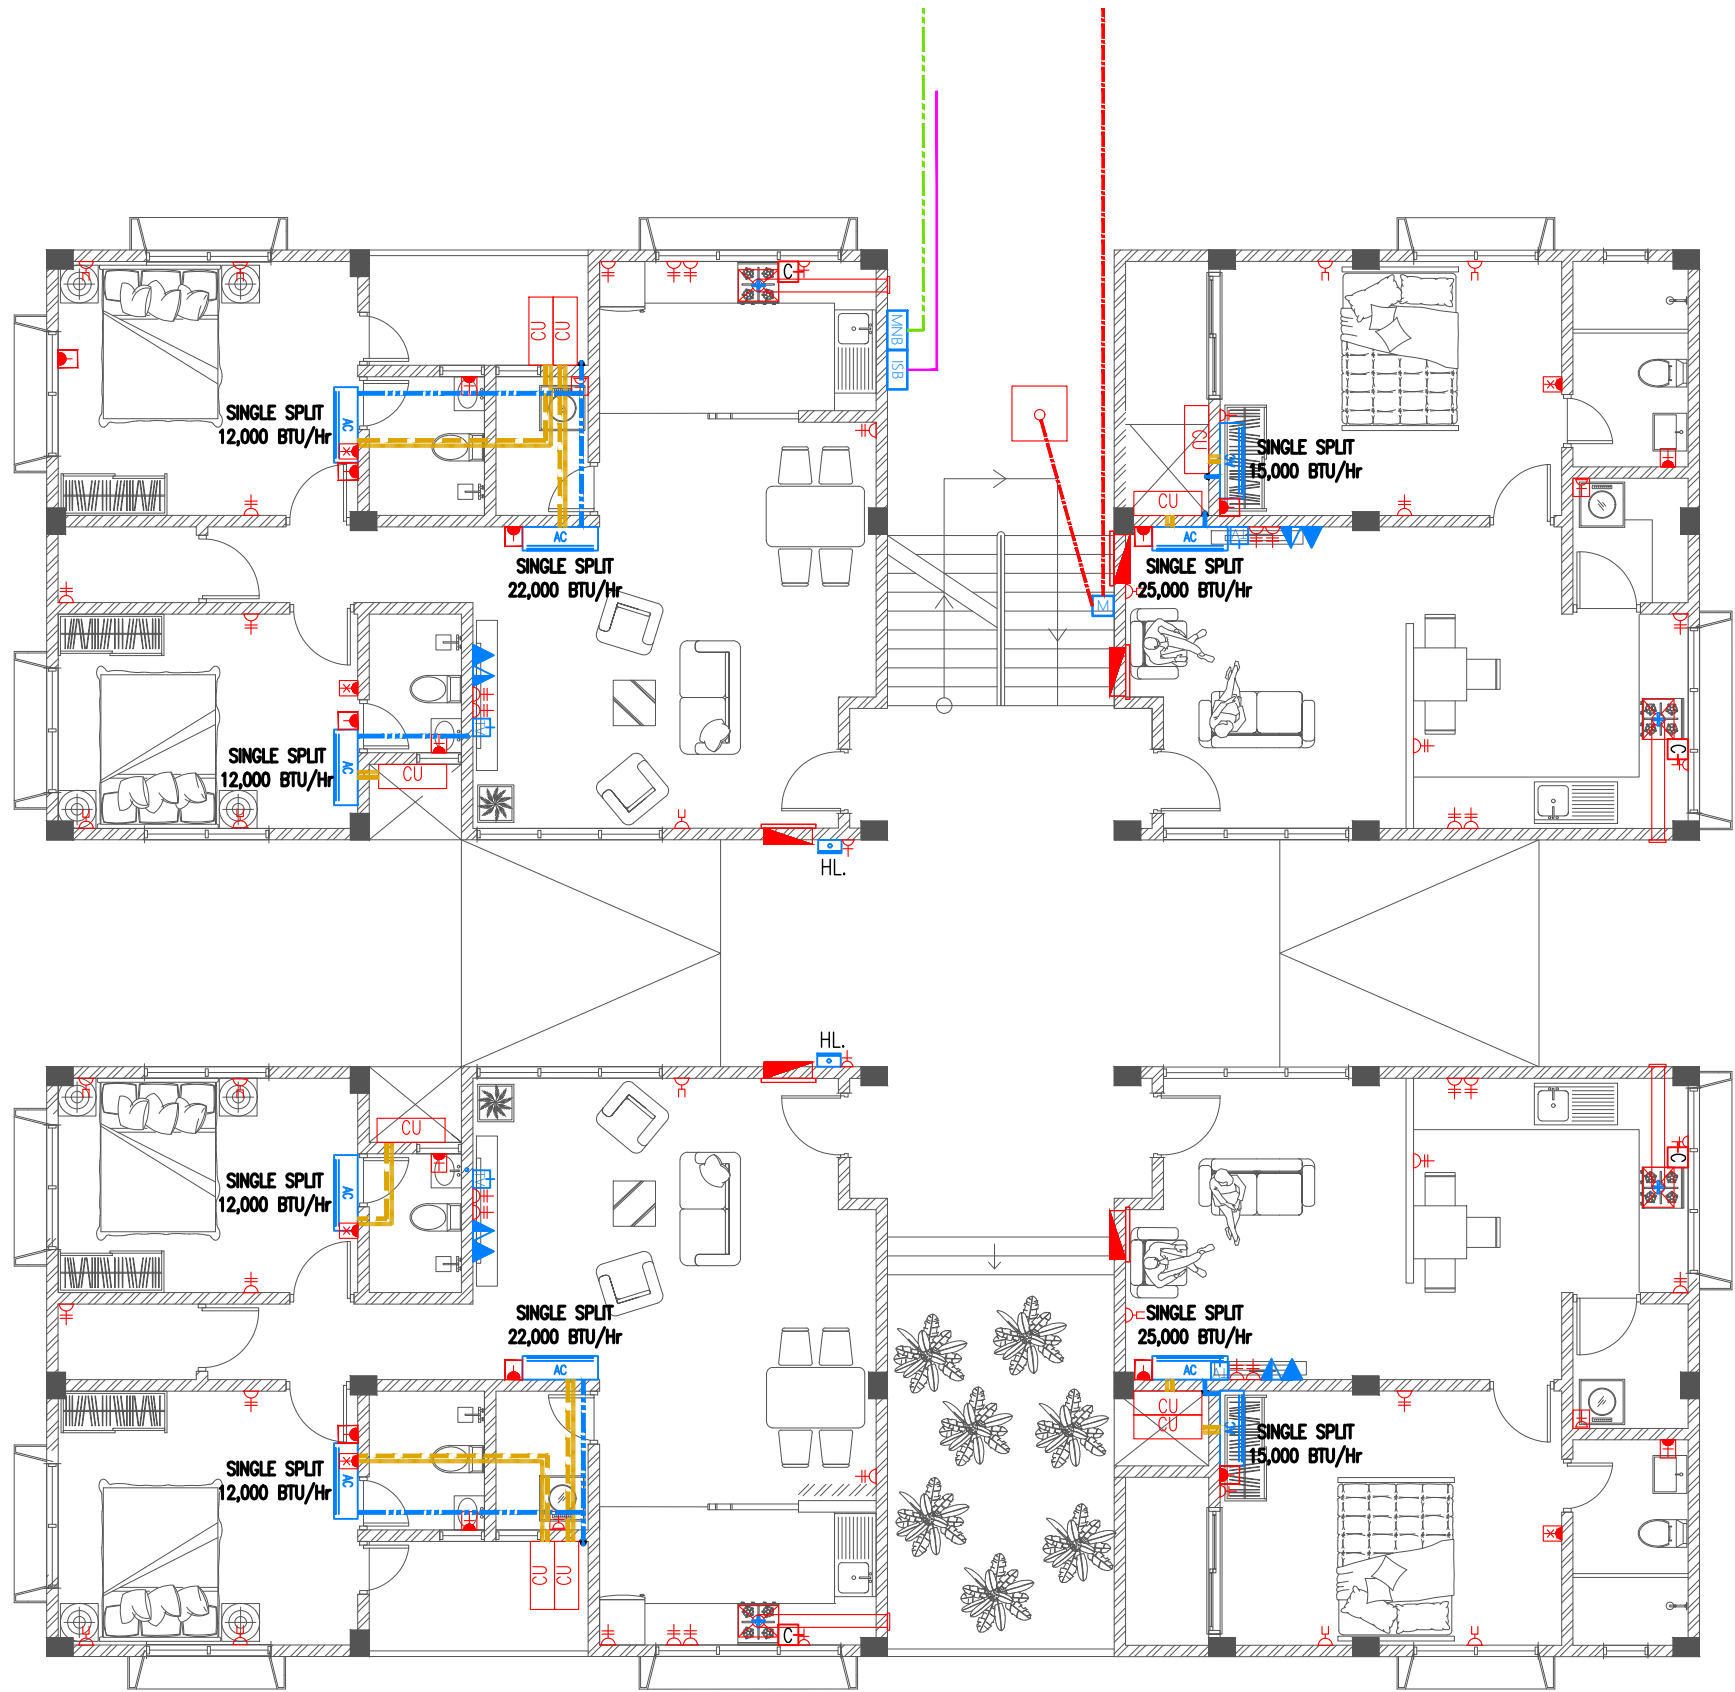 C
CU
CU
MNB
ISB
SINGLE SPLIT
12,000 BTU/Hr
AC
CU
SINGLE SPLIT
15,000 BTU/Hr
CU
AC
AC
SINGLE SPLIT
22,000 BTU/Hr
SINGLE SPLIT
25,000 BTU/Hr
M
SINGLE SPLIT
12,000 BTU/Hr
AC
CU
C
HL.
HL.
CU
SINGLE SPLIT
12,000 BTU/Hr
AC
C
SINGLE SPLIT
22,000 BTU/Hr
SINGLE SPLIT
25,000 BTU/Hr
AC
AC
CU
CU
SINGLE SPLIT
15,000 BTU/Hr
SINGLE SPLIT
12,000 BTU/Hr
AC
CU
CU
C